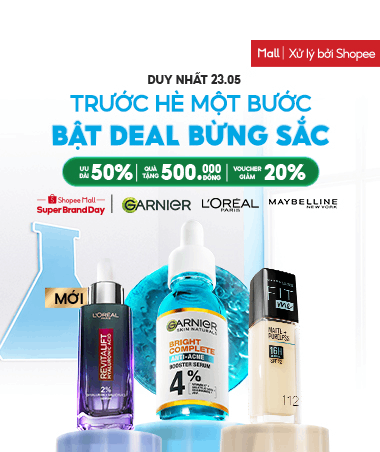 Mall | Xử lý bởi Shopee
DUY NHẤT 23.05
TRƯỚC HÈ MỘT BƯỚC
BẬT DEAL BỪNG SẮC
ƯU ĐÃI 50% | QUÀ TẶNG 500.000 ĐỒNG | VOUCHER GIẢM 20%
Shopee Mall
Super Brand Day
GARNIER
L'ORÉAL
PARIS
MAYBELLINE
NEW YORK
MỚI
L'ORÉAL
REVITALIFT
HYALURONIC ACID
2%
GARNIER
SKIN NATURALS
BRIGHT
COMPLETE
ANTI-ACNE
BOOSTER SERUM
4%
FIT
me
MATTE+
PORELESS
16H
112